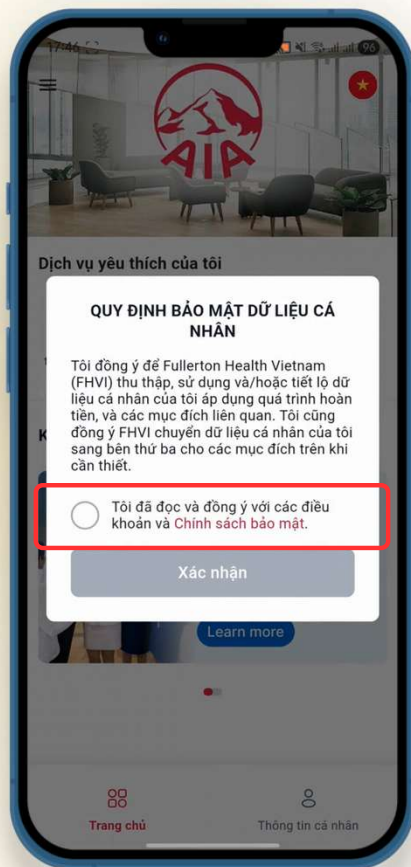 17:46
96
AIA
Dịch vụ yêu thích của tôi
QUY ĐỊNH BẢO MẬT DỮ LIỆU CÁ
NHÂN
Tôi đồng ý để Fullerton Health Vietnam
(FHVI) thu thập, sử dụng và/hoặc tiết lộ dữ
liệu cá nhân của tôi áp dụng quá trình hoàn
tiền, và các mục đích liên quan. Tôi cũng
đồng ý FHVI chuyển dữ liệu cá nhân của tôi
sang bên thứ ba cho các mục đích trên khi
cần thiết.
K
Tôi đã đọc và đồng ý với các điều
khoản và Chính sách bảo mật.
Xác nhận
Learn more
Trang chủ
Thông tin cá nhân